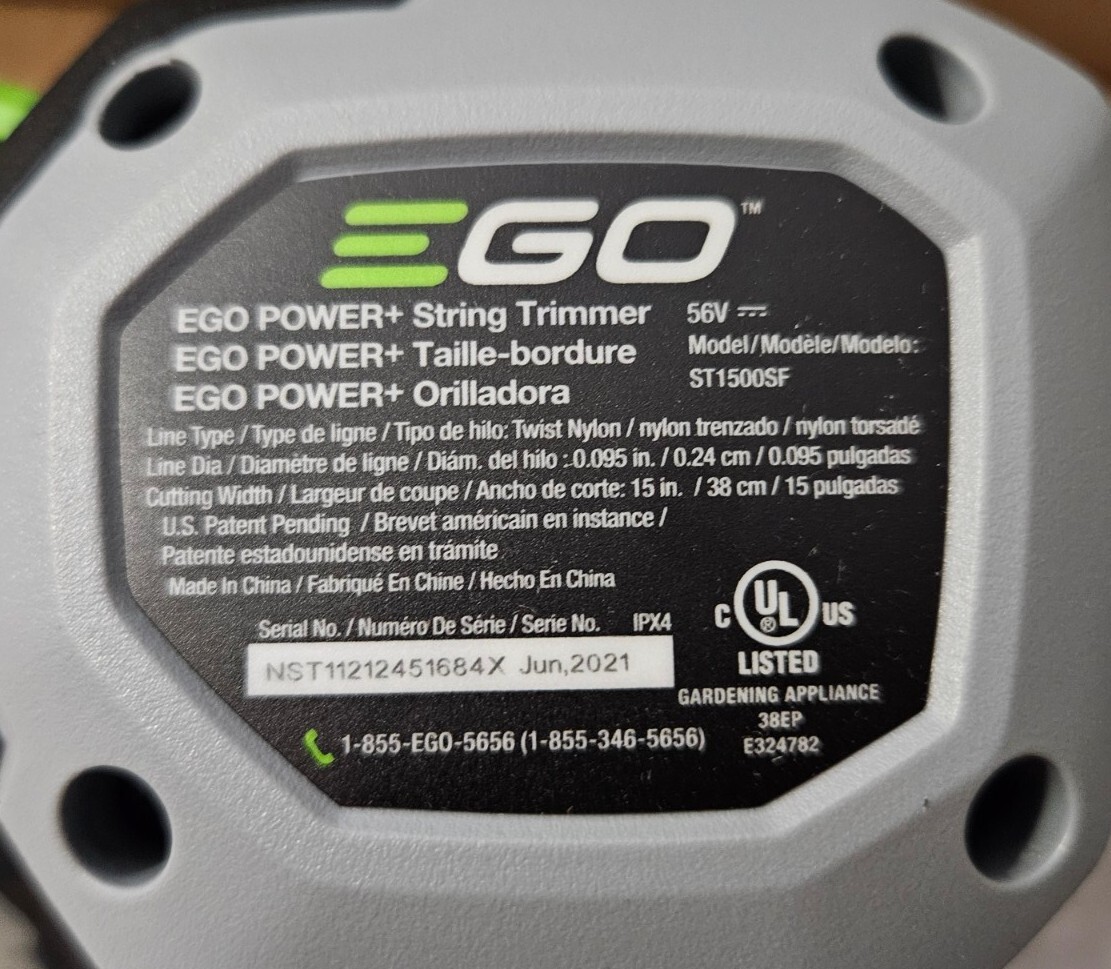 EGO™
EGO POWER+ String Trimmer
EGO POWER+ Taille-bordure
EGO POWER+ Orilladora
56V
Model/Modèle/Modelo:
ST1500SF
Line Type / Type de ligne / Tipo de hilo: Twist Nylon / nylon trenzado / nylon torsadé
Line Dia / Diamètre de ligne / Diám. del hilo : 0.095 in. / 0.24 cm / 0.095 pulgadas
Cutting Width / Largeur de coupe / Ancho de corte: 15 in. / 38 cm / 15 pulgadas
U.S. Patent Pending / Brevet américain en instance /
Patente estadounidense en trámite
Made In China / Fabriqué En Chine / Hecho En China
Serial No. / Numéro De Série / Serie No. IPX4
NST11212451684X Jun,2021
1-855-EGO-5656 (1-855-346-5656)
C UL® US
LISTED
GARDENING APPLIANCE
38EP
E324782